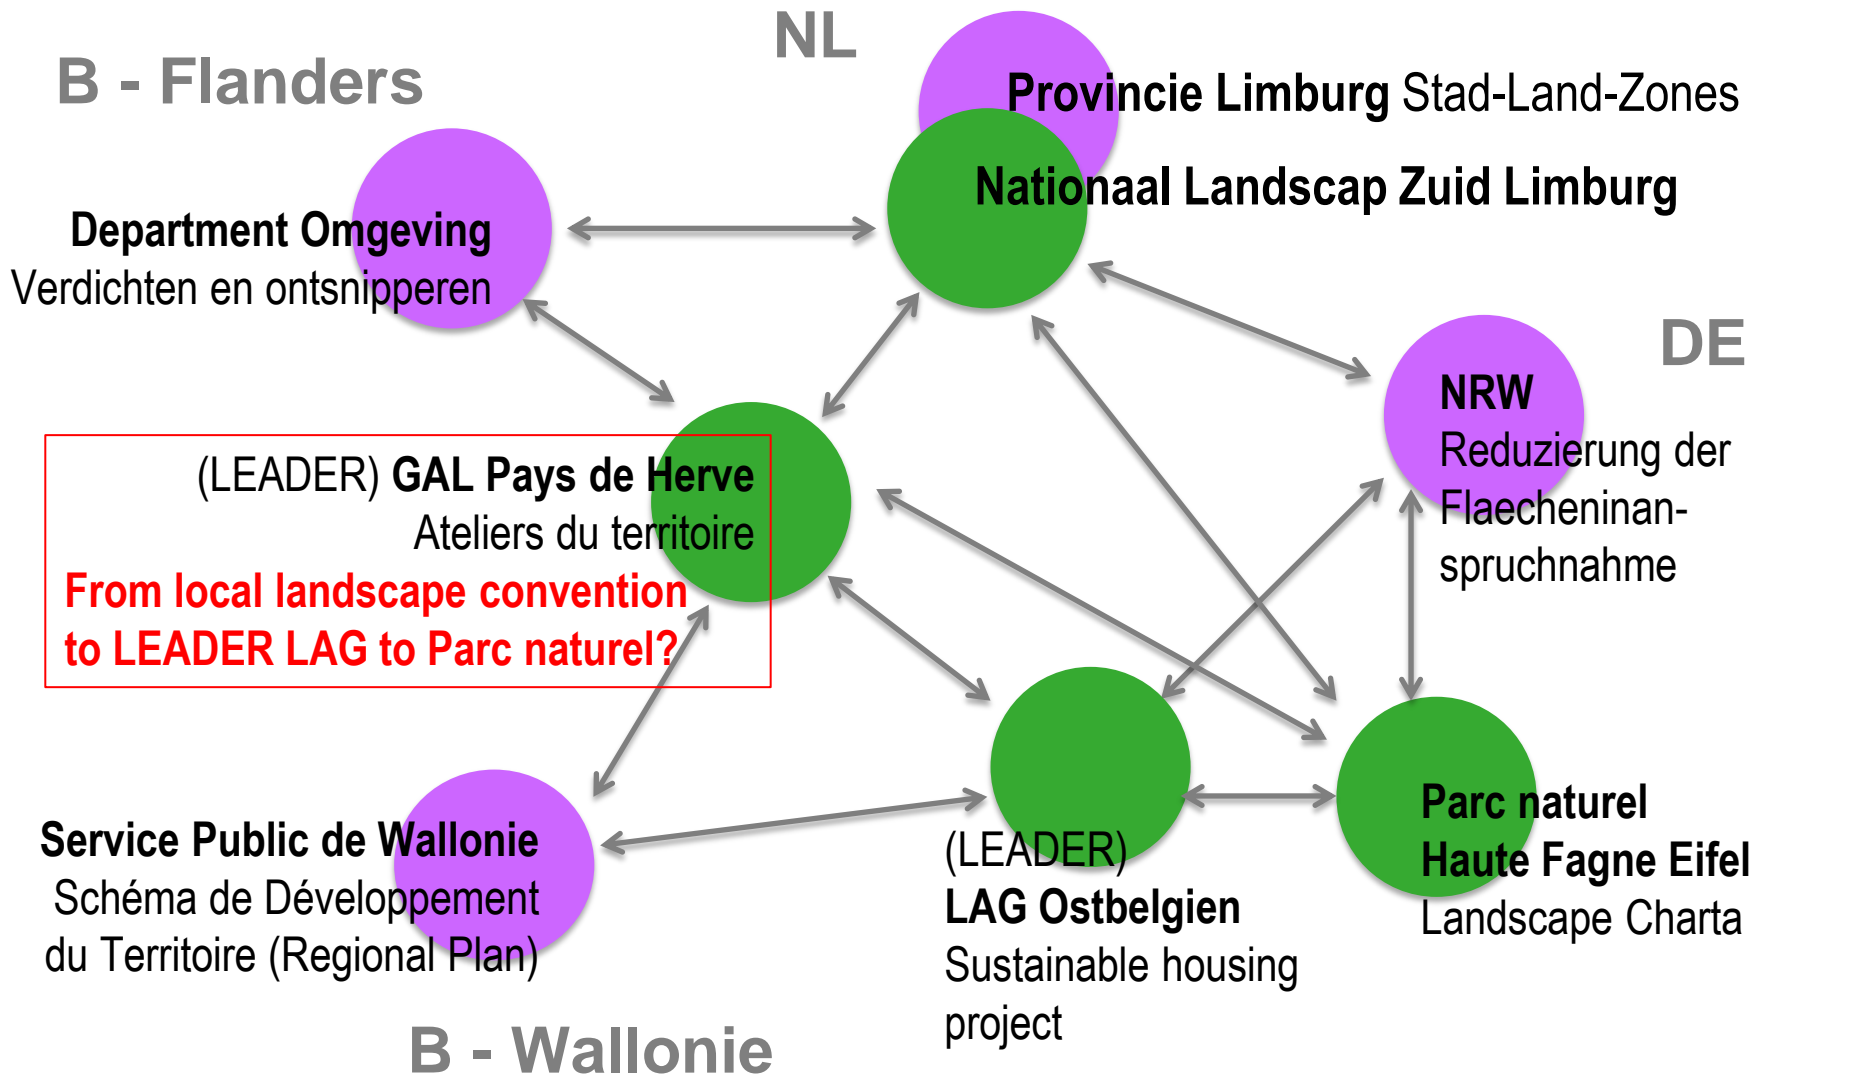 NL
B - Flanders
Provincie Limburg Stad-Land-Zones
Nationaal Landscap Zuid Limburg
Department Omgeving
Verdichten en ontsnipperen
DE
NRW
Reduzierung der
Flaecheninan-
spruchnahme
(LEADER) GAL Pays de Herve
Ateliers du territoire
From local landscape convention
to LEADER LAG to Parc naturel?
Service Public de Wallonie
Schéma de Développement
du Territoire (Regional Plan)
(LEADER)
LAG Ostbelgien
Sustainable housing
project
Parc naturel
Haute Fagne Eifel
Landscape Charta
B - Wallonie